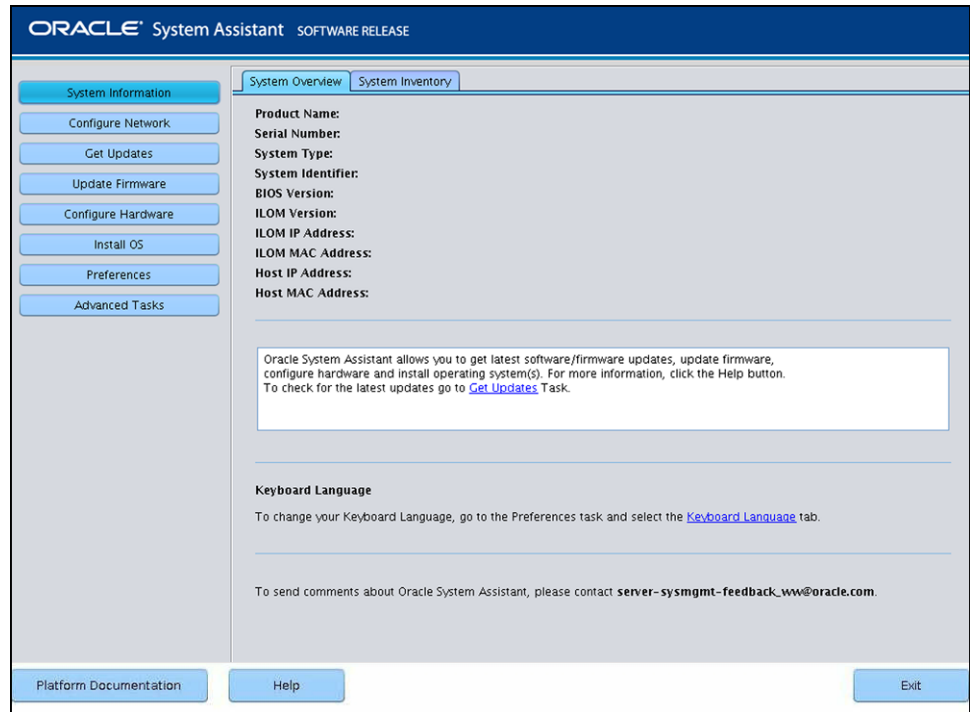 ORACLE® System Assistant SOFTWARE RELEASE
System Information
Configure Network
Get Updates
Update Firmware
Configure Hardware
Install OS
Preferences
Advanced Tasks
System Overview
System Inventory
Product Name:
Serial Number:
System Type:
System Identifier:
BIOS Version:
ILOM Version:
ILOM IP Address:
ILOM MAC Address:
Host IP Address:
Host MAC Address:
Oracle System Assistant allows you to get latest software/firmware updates, update firmware,
configure hardware and install operating system(s). For more information, click the Help button.
To check for the latest updates go to Get Updates Task.
Keyboard Language
To change your Keyboard Language, go to the Preferences task and select the Keyboard Language tab.
To send comments about Oracle System Assistant, please contact server-sysmgmt-feedback_ww@oracle.com.
Platform Documentation
Help
Exit